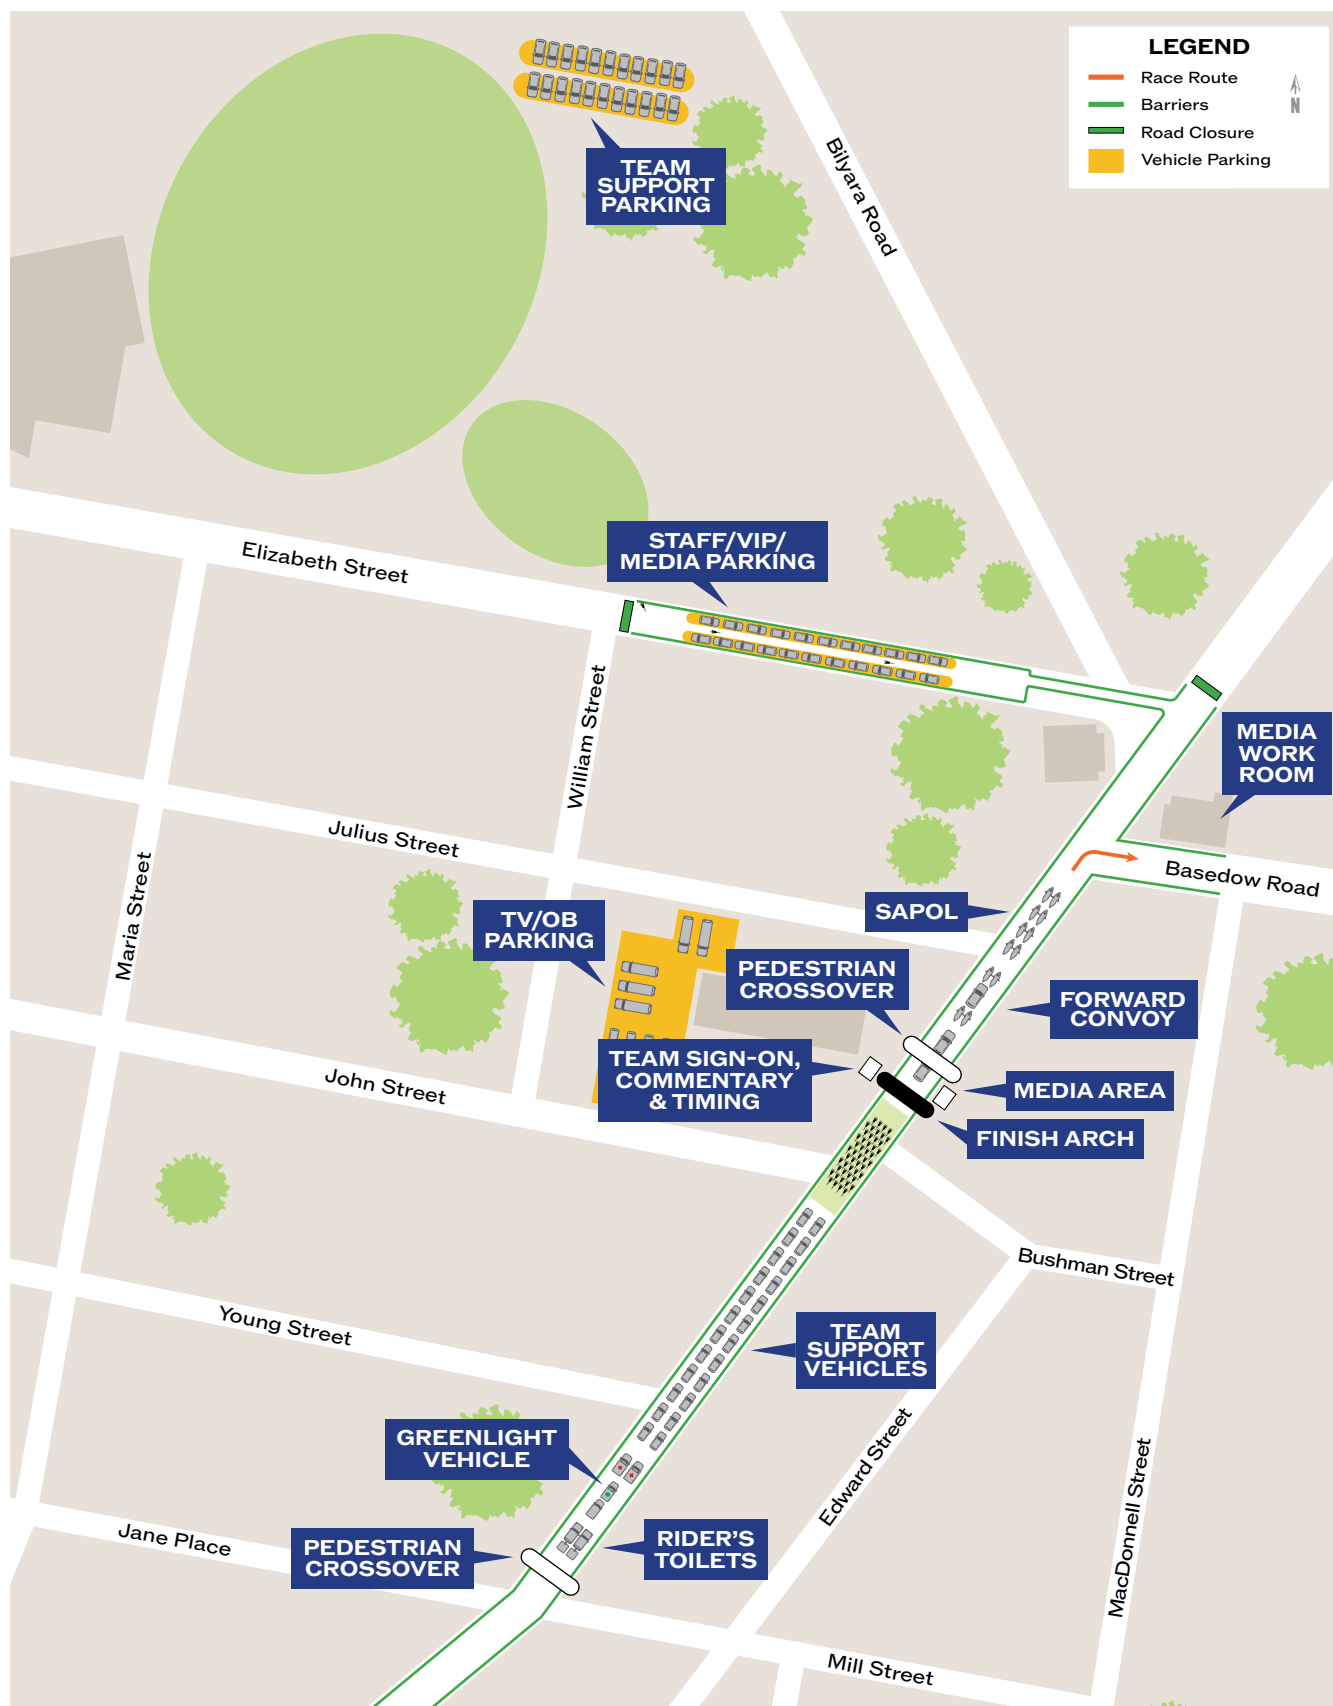 LEGEND
Race Route
Barriers
Road Closure
Vehicle Parking
N
TEAM
SUPPORT
PARKING
Bilyara Road
STAFF/VIP/
MEDIA PARKING
Elizabeth Street
William Street
MEDIA
WORK
ROOM
Julius Street
Basedow Road
Maria Street
SAPOL
TV/OB
PARKING
PEDESTRIAN
CROSSOVER
FORWARD
CONVOY
TEAM SIGN-ON,
COMMENTARY
& TIMING
MEDIA AREA
FINISH ARCH
John Street
Bushman Street
Young Street
TEAM
SUPPORT
VEHICLES
GREENLIGHT
VEHICLE
Edward Street
MacDonnell Street
Jane Place
PEDESTRIAN
CROSSOVER
RIDER'S
TOILETS
Mill Street